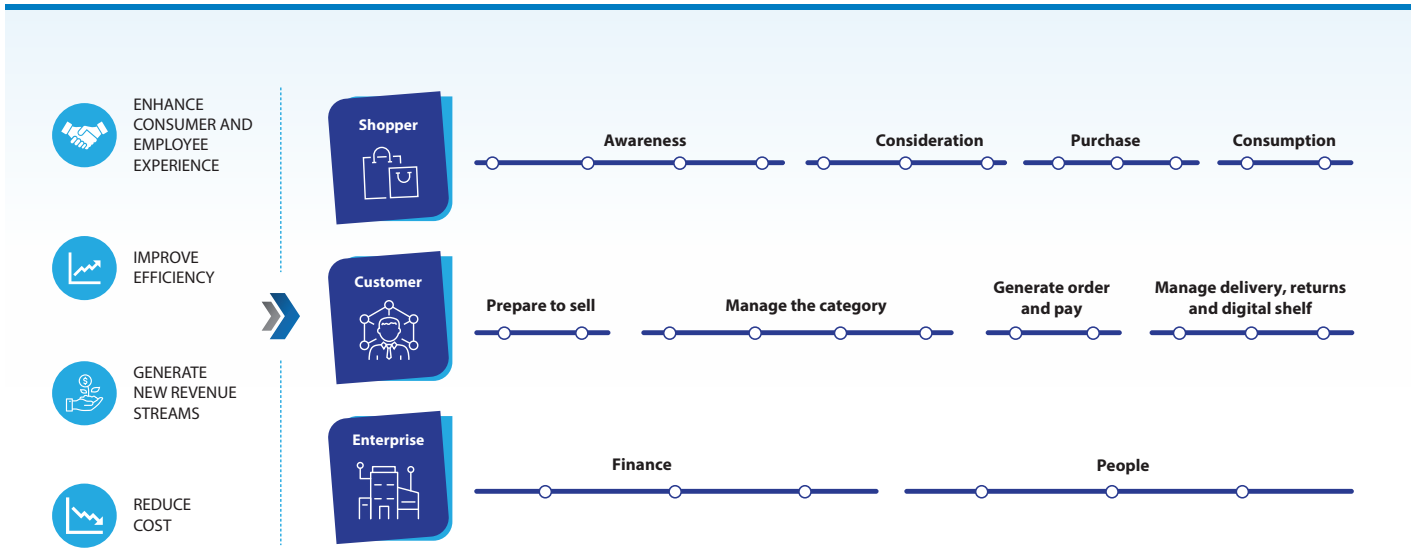 ENHANCE
CONSUMER AND
EMPLOYEE
EXPERIENCE
IMPROVE
EFFICIENCY
GENERATE
NEW REVENUE
STREAMS
REDUCE
COST
Shopper
Awareness
Consideration
Purchase
Consumption
Customer
Prepare to sell
Manage the category
Generate order
and pay
Manage delivery, returns
and digital shelf
Enterprise
Finance
People